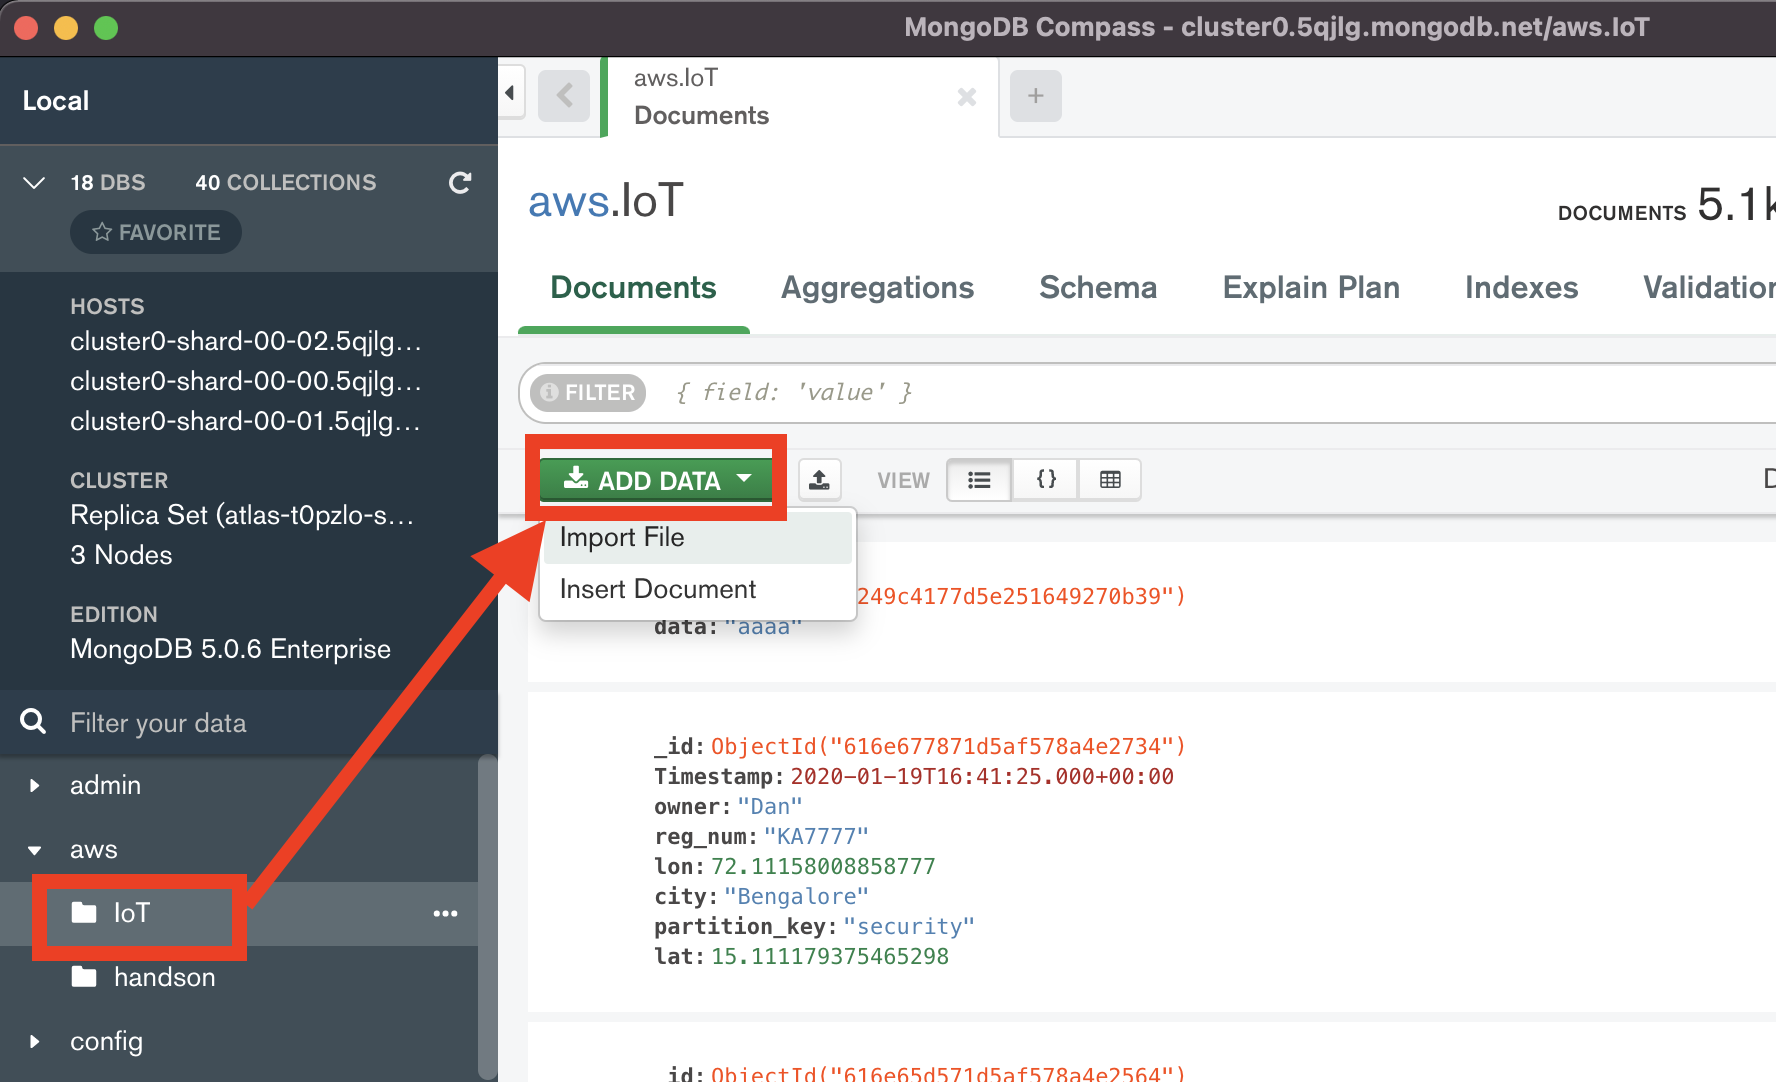 MongoDB Compass - cluster0.5qjlg.mongodb.net/aws.IoT
Local
18 DBS 40 COLLECTIONS
FAVORITE
HOSTS
cluster0-shard-00-02.5qjlg...
cluster0-shard-00-00.5qjlg...
cluster0-shard-00-01.5qjlg...
CLUSTER
Replica Set (atlas-t0pzlo-s...
3 Nodes
EDITION
MongoDB 5.0.6 Enterprise
Filter your data
admin
aws
IoT
handson
config
aws.IoT
Documents
aws.IoT
DOCUMENTS 5.1k
Documents Aggregations Schema Explain Plan Indexes Validation
FILTER { field: 'value' }
ADD DATA VIEW {}
Import File
Insert Document
249c4177d5e251649270b39")
data: "aaaa"
_id: ObjectId("616e677871d5af578a4e2734")
Timestamp: 2020-01-19T16:41:25.000+00:00
owner: "Dan"
reg_num: "KA7777"
lon: 72.11158008858777
city: "Bengalore"
partition_key: "security"
lat: 15.111179375465298
_id: ObjectId("616e65d571d5af578a4e2564")